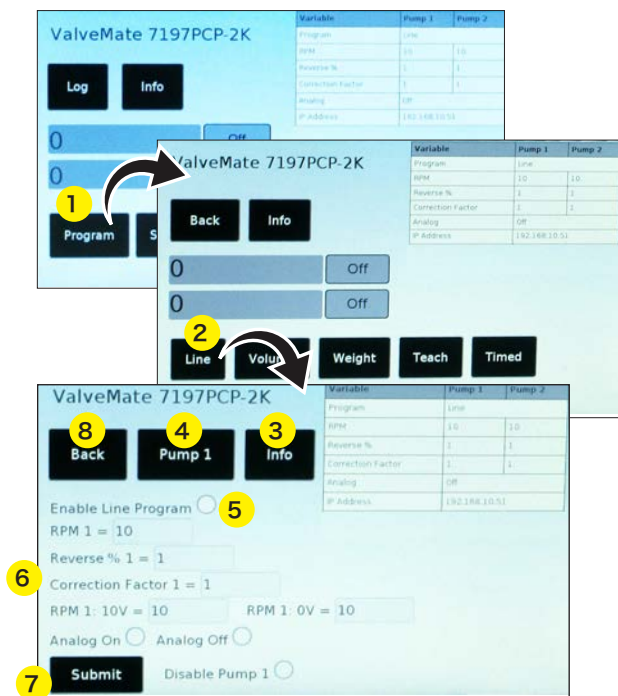 ValveMate 7197PCP-2K
Variable Pump 1 Pump 2
Program Line
RPM 10 10
Reverse % 1 1
Correction Factor 1 1
Analog Off
IP Address 192.168.10.51
Log Info
0 Off
0
1
Program S
ValveMate 7197PCP-2K
Variable Pump 1 Pump 2
Program Line
RPM 10 10
Reverse % 1 1
Correction Factor 1 1
Analog Off
IP Address 192.168.10.51
Back Info
0 Off
0 Off
2
Line Volu Weight Teach Timed
ValveMate 7197PCP-2K
Variable Pump 1 Pump 2
Program Line
RPM 10 10
Reverse % 1 1
Correction Factor 1 1
Analog Off
IP Address 192.168.10.51
8 4 3
Back Pump 1 Info
Enable Line Program 5
RPM 1 = 10
Reverse % 1 = 1
6 Correction Factor 1 = 1
RPM 1: 10V = 10 RPM 1: 0V = 10
Analog On Analog Off
7 Submit Disable Pump 1